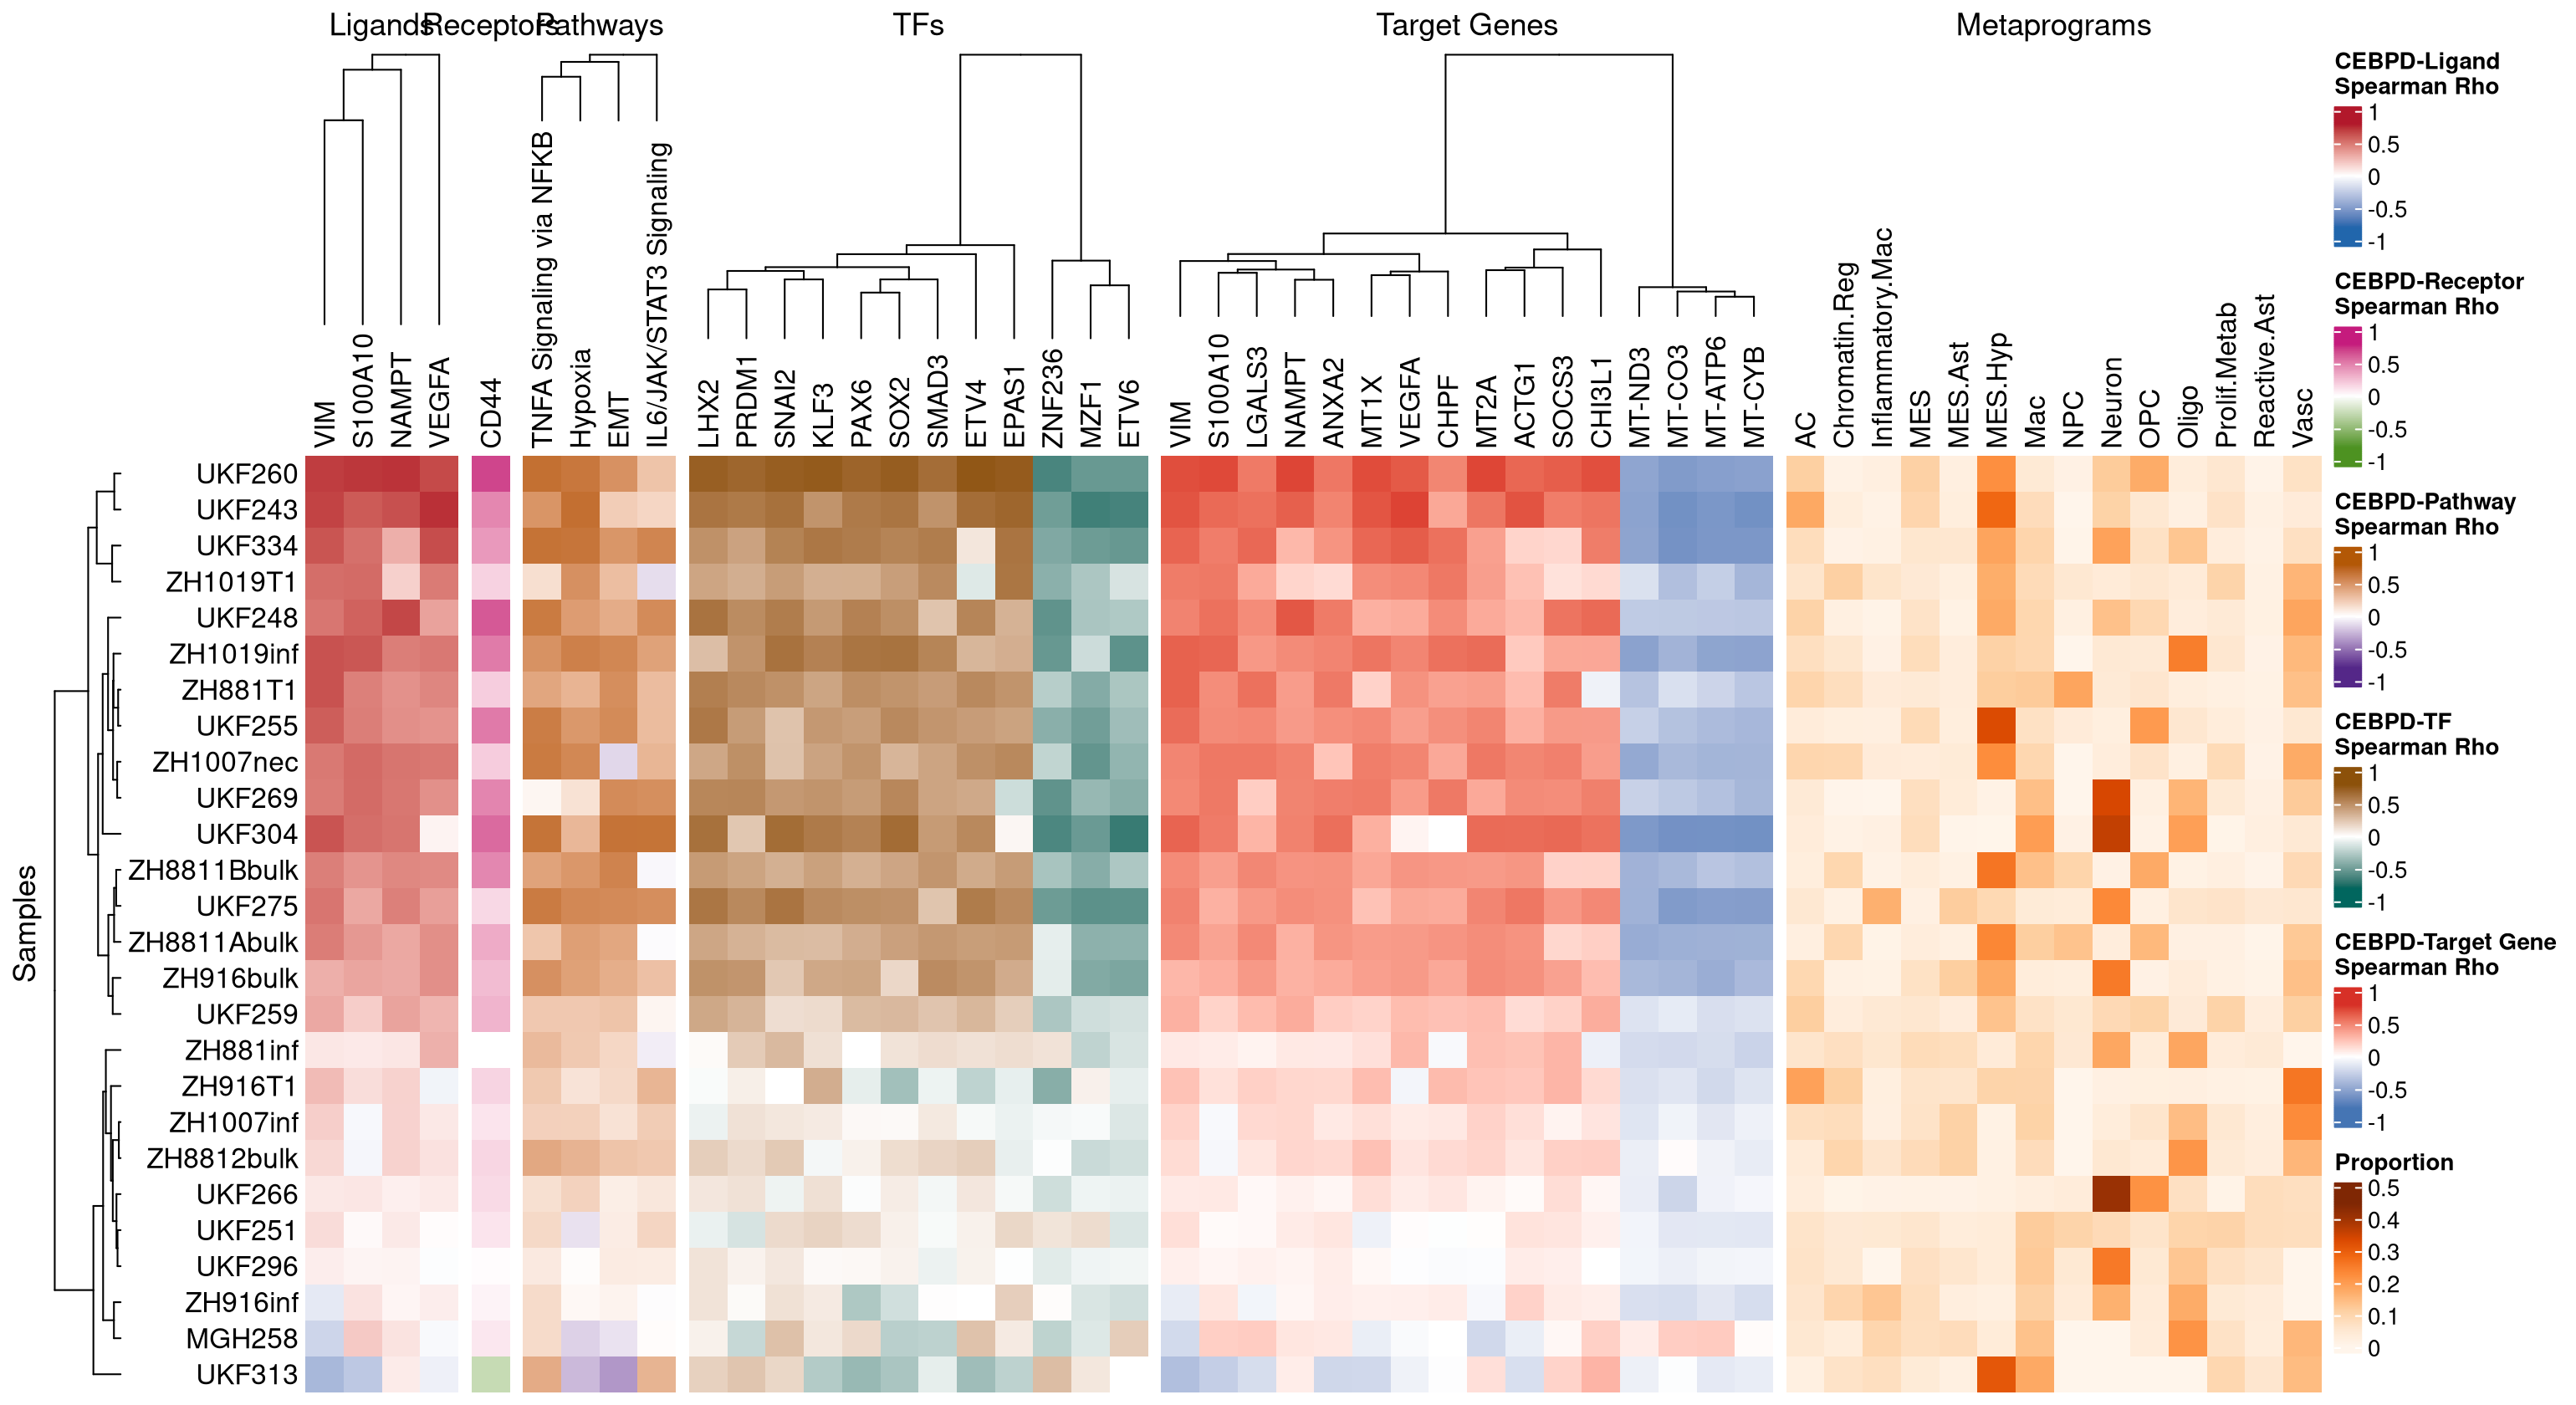 Ligands Receptors Pathways TFs Target Genes Metaprograms
VIM S100A10 NAMPT VEGFA
CD44
TNFA Signaling via NFKB Hypoxia EMT IL6/JAK/STAT3 Signaling
LHX2 PRDM1 SNAI2 KLF3 PAX6 SOX2 SMAD3 ETV4 EPAS1 ZNF236 MZF1 ETV6
VIM S100A10 LGALS3 NAMPT ANXA2 MT1X VEGFA CHPF MT2A ACTG1 SOCS3 CHI3L1 MT-ND3 MT-CO3 MT-ATP6 MT-CYB
AC Chromatin.Reg Inflammatory.Mac MES MES.Ast MES.Hyp Mac NPC Neuron OPC Oligo Prolif.Metab Reactive.Ast Vasc
Samples
UKF260
UKF243
UKF334
ZH1019T1
UKF248
ZH1019inf
ZH881T1
UKF255
ZH1007nec
UKF269
UKF304
ZH8811Bbulk
UKF275
ZH8811Abulk
ZH916bulk
UKF259
ZH881inf
ZH916T1
ZH1007inf
ZH8812bulk
UKF266
UKF251
UKF296
ZH916inf
MGH258
UKF313
CEBPD-Ligand
Spearman Rho
1
0.5
0
-0.5
-1
CEBPD-Receptor
Spearman Rho
1
0.5
0
-0.5
-1
CEBPD-Pathway
Spearman Rho
1
0.5
0
-0.5
-1
CEBPD-TF
Spearman Rho
1
0.5
0
-0.5
-1
CEBPD-Target Gene
Spearman Rho
1
0.5
0
-0.5
-1
Proportion
0.5
0.4
0.3
0.2
0.1
0